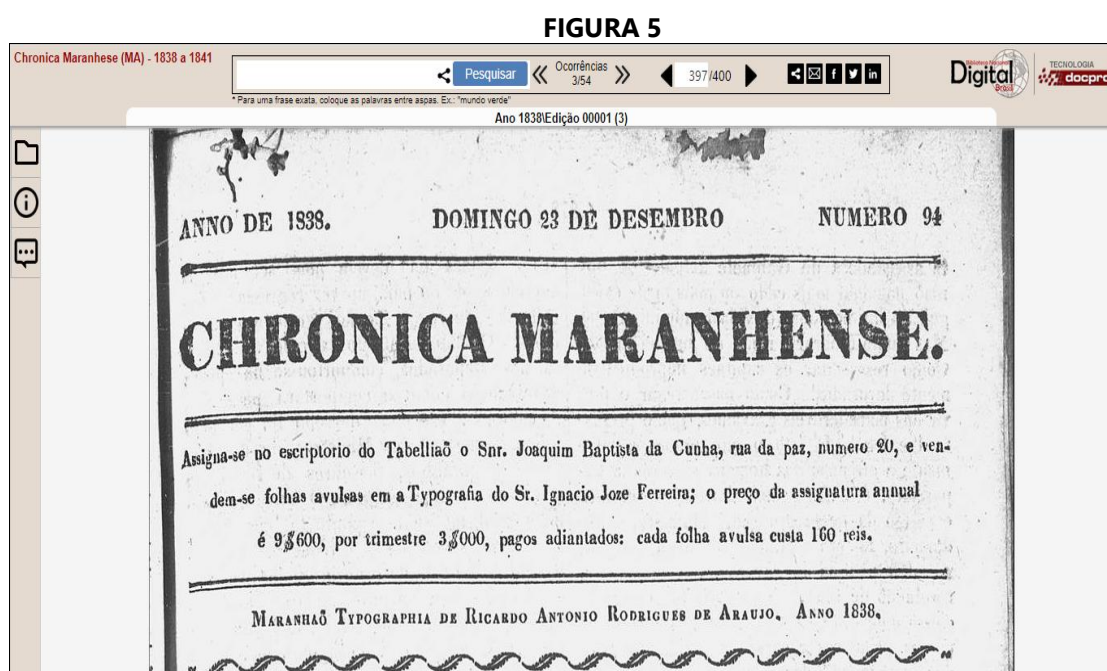 FIGURA 5
Chronica Maranhese (MA) - 1838 a 1841
Pesquisar
Ocorrências
3/54
397/400
* Para uma frase exata, coloque as palavras entre aspas. Ex.: "mundo verde"
Digital
Brasil
TECNOLOGIA
docpro
Ano 1838\Edição 00001 (3)
ANNO DE 1838. DOMINGO 23 DE DESEMBRO NUMERO 94
CHRONICA MARANHENSE.
Assigna-se no escriptorio do Tabelliaõ o Snr. Joaquim Baptista da Cunha, rua da paz, numero 20, e ven-
dem-se folhas avulsas em a Typografia do Sr. Ignacio Joze Ferreira; o preço da assignatura annual
é 9$600, por trimestre 3$000, pagos adiantados: cada folha avulsa custa 160 reis.
MARANHAÕ TYPOGRAPHIA DE RICARDO ANTONIO RODRIGUES DE ARAUJO. ANNO 1838.